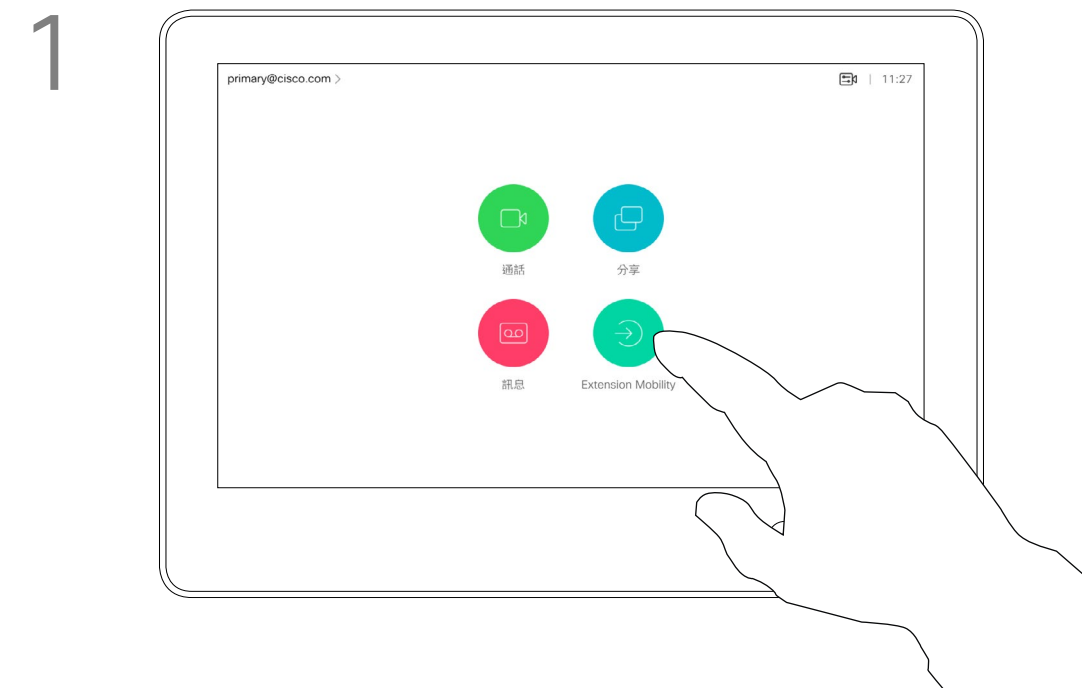 1
primary@cisco.com >
| 11:27
通話
分享
訊息
Extension Mobility